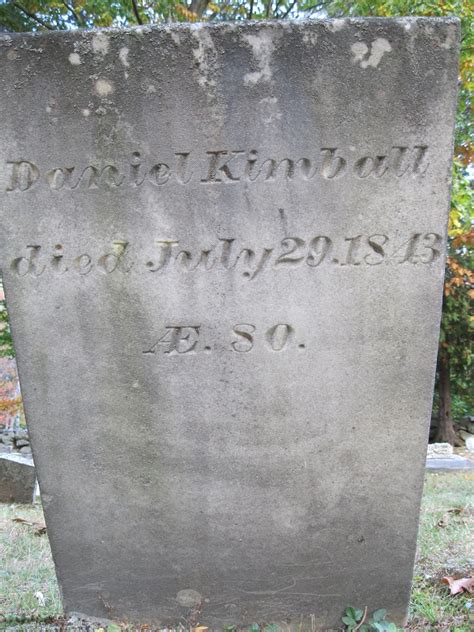 Daniel Kimball
died July 29. 1843
Æ. 80.